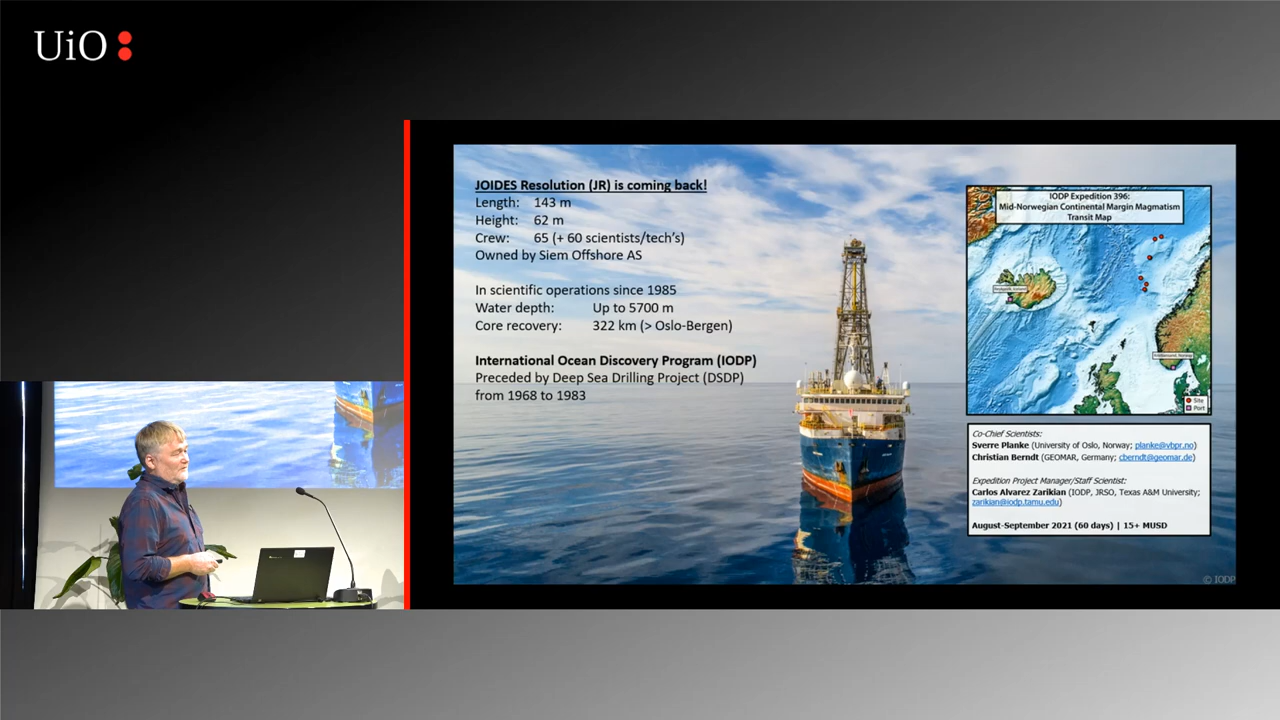 UiO
JOIDES Resolution (JR) is coming back!
Length: 143 m
Height: 62 m
Crew: 65 (+ 60 scientists/tech's)
Owned by Siem Offshore AS
In scientific operations since 1985
Water depth: Up to 5700 m
Core recovery: 322 km (> Oslo-Bergen)
International Ocean Discovery Program (IODP)
Preceded by Deep Sea Drilling Project (DSDP)
from 1968 to 1983
IODP Expedition 396:
Mid-Norwegian Continental Margin Magmatism
Transit Map
Site
Port
Co-Chief Scientists:
Sverre Planke (University of Oslo, Norway; planke@vbpr.no)
Christian Berndt (GEOMAR, Germany; cberndt@geomar.de)
Expedition Project Manager/Staff Scientist:
Carlos Alvarez Zarikian (IODP, JRSO, Texas A&M University;
zarikian@iodp.tamu.edu)
August-September 2021 (60 days) | 15+ MUSD
© IODP